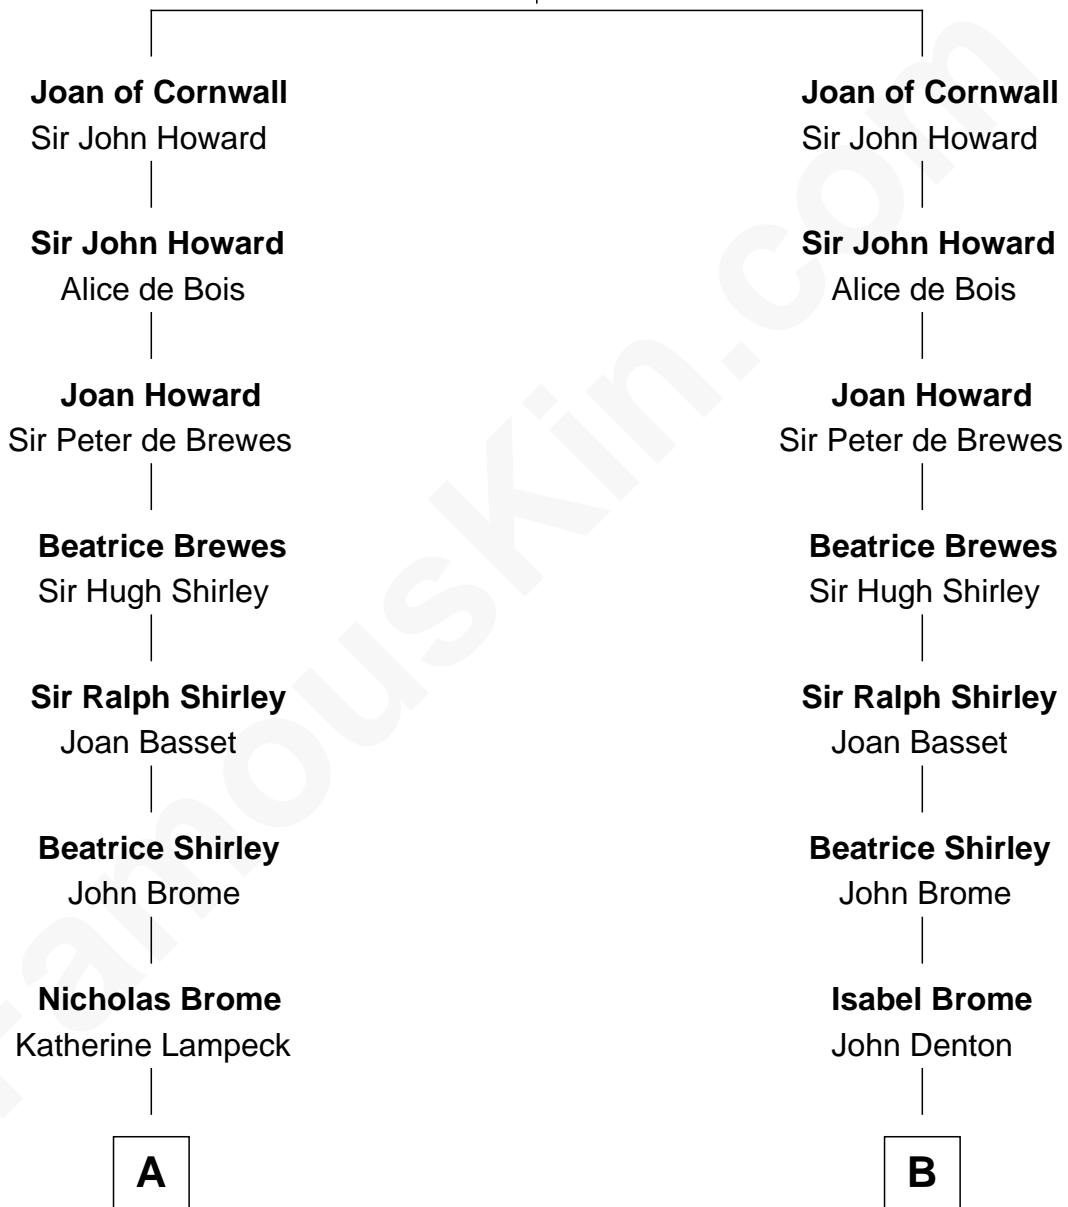 Joan of Cornwall
Sir John Howard
Sir John Howard
Alice de Bois
Joan Howard
Sir Peter de Brewes
Beatrice Brewes
Sir Hugh Shirley
Sir Ralph Shirley
Joan Basset
Beatrice Shirley
John Brome
Nicholas Brome
Katherine Lampeck
A
Joan of Cornwall
Sir John Howard
Sir John Howard
Alice de Bois
Joan Howard
Sir Peter de Brewes
Beatrice Brewes
Sir Hugh Shirley
Sir Ralph Shirley
Joan Basset
Beatrice Shirley
John Brome
Isabel Brome
John Denton
B
FamousKin.com